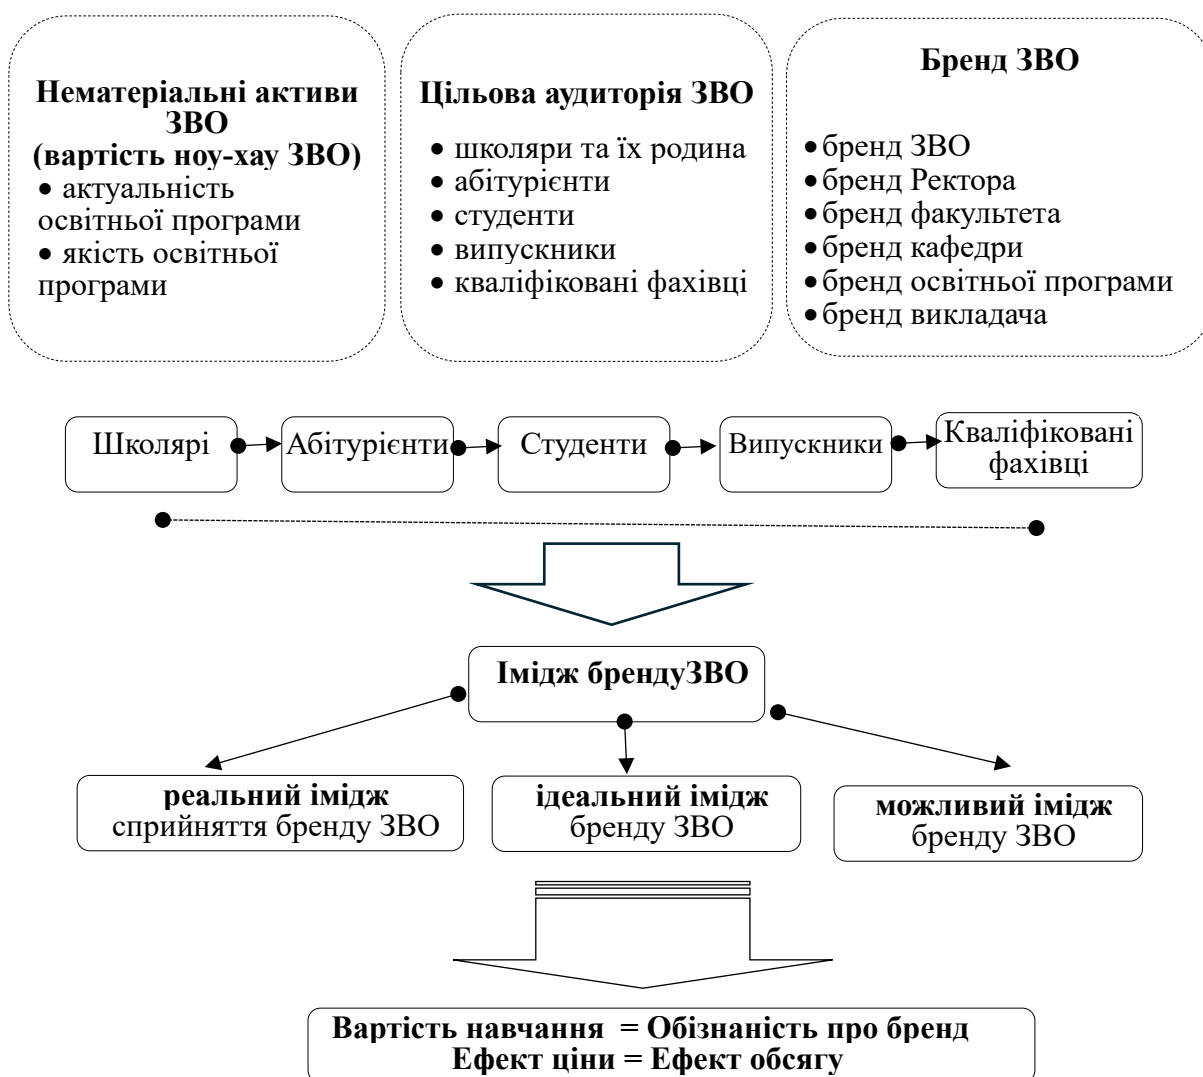 Нематеріальні активи
ЗВО
(вартість ноу-хау ЗВО)
• актуальність
освітньої програми
• якість освітньої
програми
Цільова аудиторія ЗВО
• школяри та їх родина
• абітурієнти
• студенти
• випускники
• кваліфіковані фахівці
Бренд ЗВО
• бренд ЗВО
• бренд Ректора
• бренд факультета
• бренд кафедри
• бренд освітньої програми
• бренд викладача
Школярі
Абітурієнти
Студенти
Випускники
Кваліфіковані
фахівці
Імідж брендуЗВО
реальний імідж
сприйняття бренду ЗВО
ідеальний імідж
бренду ЗВО
можливий імідж
бренду ЗВО
Вартість навчання = Обізнаність про бренд
Ефект ціни = Ефект обсягу